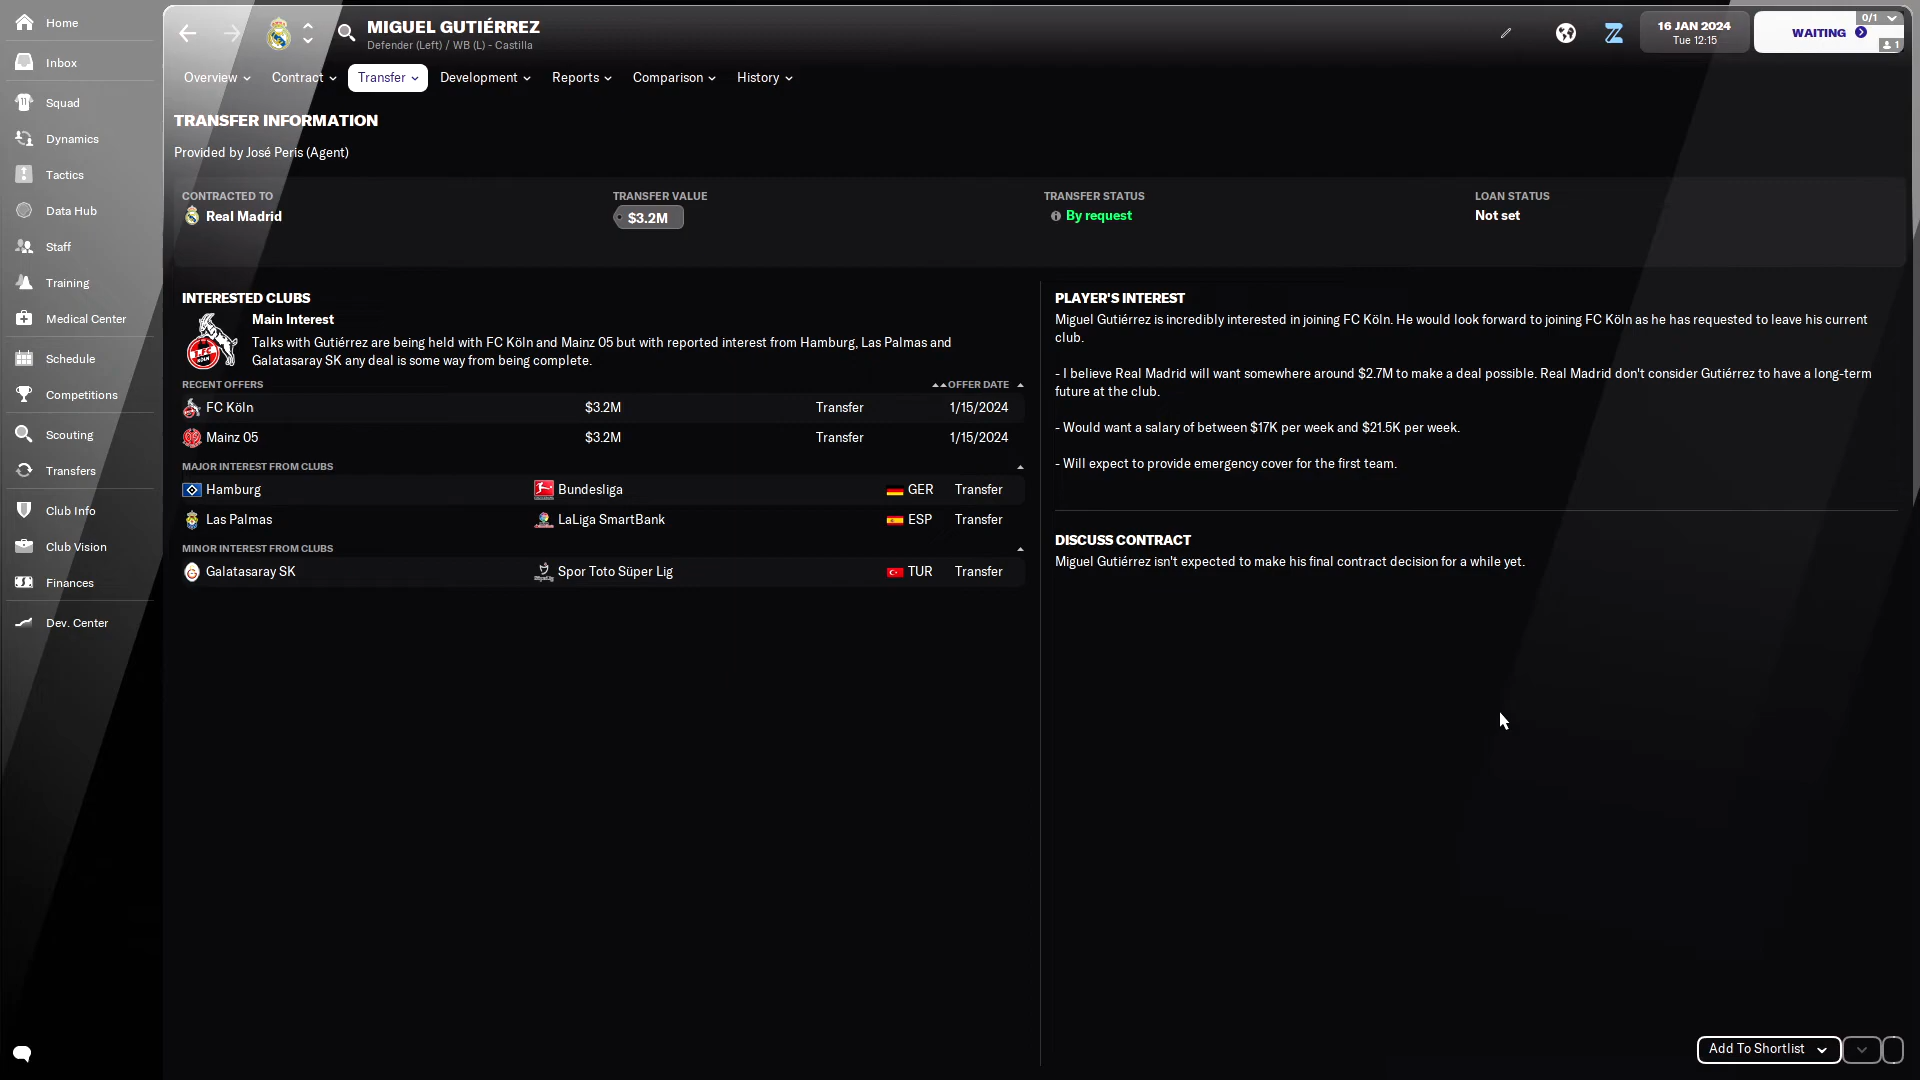 Home
Inbox
Squad
Dynamics
Tactics
Data Hub
Staff
Training
Medical Center
Schedule
Competitions
Scouting
Transfers
Club Info
Club Vision
Finances
Dev. Center
MIGUEL GUTIÉRREZ
Defender (Left) / WB (L) - Castilla
16 JAN 2024
Tue 12:15
WAITING
0/1
1
Overview
Contract
Transfer
Development
Reports
Comparison
History
TRANSFER INFORMATION
Provided by José Peris (Agent)
CONTRACTED TO
Real Madrid
TRANSFER VALUE
$3.2M
TRANSFER STATUS
By request
LOAN STATUS
Not set
INTERESTED CLUBS
Main Interest
Talks with Gutiérrez are being held with FC Köln and Mainz 05 but with reported interest from Hamburg, Las Palmas and
Galatasaray SK any deal is some way from being complete.
RECENT OFFERS OFFER DATE
FC Köln $3.2M Transfer 1/15/2024
Mainz 05 $3.2M Transfer 1/15/2024
MAJOR INTEREST FROM CLUBS
Hamburg Bundesliga GER Transfer
Las Palmas LaLiga SmartBank ESP Transfer
MINOR INTEREST FROM CLUBS
Galatasaray SK Spor Toto Süper Lig TUR Transfer
PLAYER'S INTEREST
Miguel Gutiérrez is incredibly interested in joining FC Köln. He would look forward to joining FC Köln as he has requested to leave his current
club.
- I believe Real Madrid will want somewhere around $2.7M to make a deal possible. Real Madrid don't consider Gutiérrez to have a long-term
future at the club.
- Would want a salary of between $17K per week and $21.5K per week.
- Will expect to provide emergency cover for the first team.
DISCUSS CONTRACT
Miguel Gutiérrez isn't expected to make his final contract decision for a while yet.
Add To Shortlist